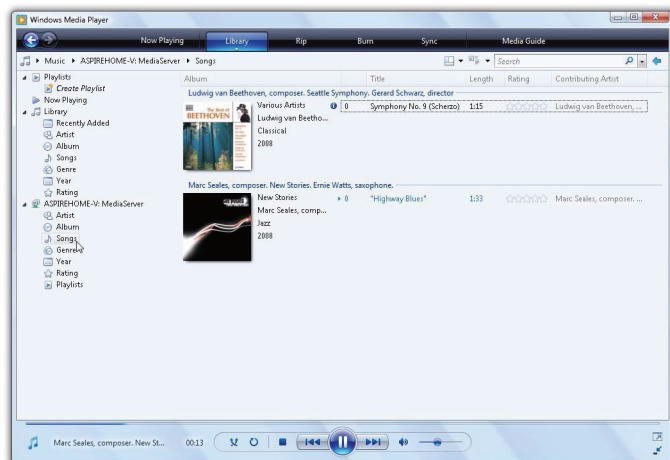 Windows Media Player
Now Playing Library Rip Burn Sync Media Guide
Music ASPIREHOME-V: MediaServer Songs Search
Playlists
Create Playlist
Now Playing
Library
Recently Added
Artist
Album
Songs
Genre
Year
Rating
ASPIREHOME-V: MediaServer
Artist
Album
Songs
Genre
Year
Rating
Playlists
Album Title Length Rating Contributing Artist
Ludwig van Beethoven, composer. Seattle Symphony. Gerard Schwarz, director
The Best of
BEETHOVEN
Various Artists 0 Symphony No. 9 (Scherzo) 1:15 Ludwig van Beethoven, ...
Ludwig van Beetho...
Classical
2008
Marc Seales, composer. New Stories. Ernie Watts, saxophone.
New Stories 0 "Highway Blues" 1:33 Marc Seales, composer. ...
Marc Seales, comp...
Jazz
2008
Marc Seales, composer. New St... 00:13